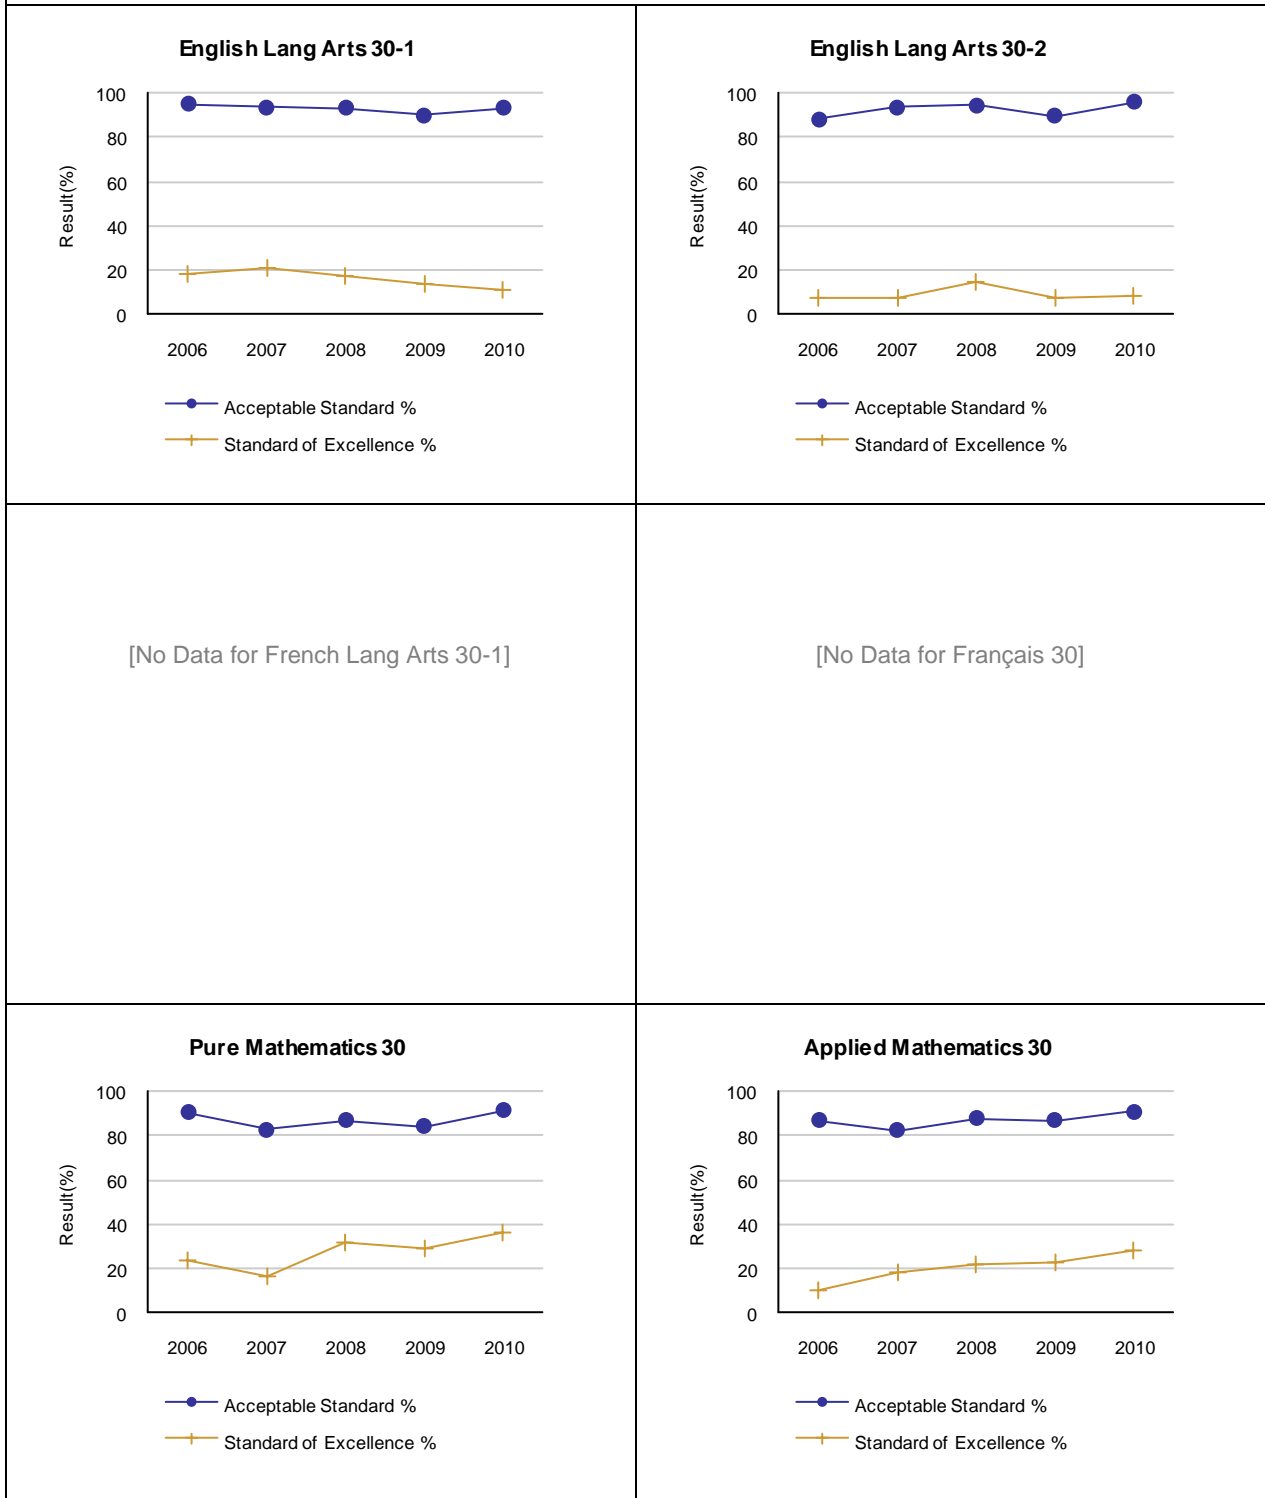 English Lang Arts 30-1
100
80
60
40
20
0
Result(%)
2006 2007 2008 2009 2010
Acceptable Standard %
Standard of Excellence %
English Lang Arts 30-2
100
80
60
40
20
0
Result(%)
2006 2007 2008 2009 2010
Acceptable Standard %
Standard of Excellence %
[No Data for French Lang Arts 30-1]
[No Data for Français 30]
Pure Mathematics 30
100
80
60
40
20
0
Result(%)
2006 2007 2008 2009 2010
Acceptable Standard %
Standard of Excellence %
Applied Mathematics 30
100
80
60
40
20
0
Result(%)
2006 2007 2008 2009 2010
Acceptable Standard %
Standard of Excellence %